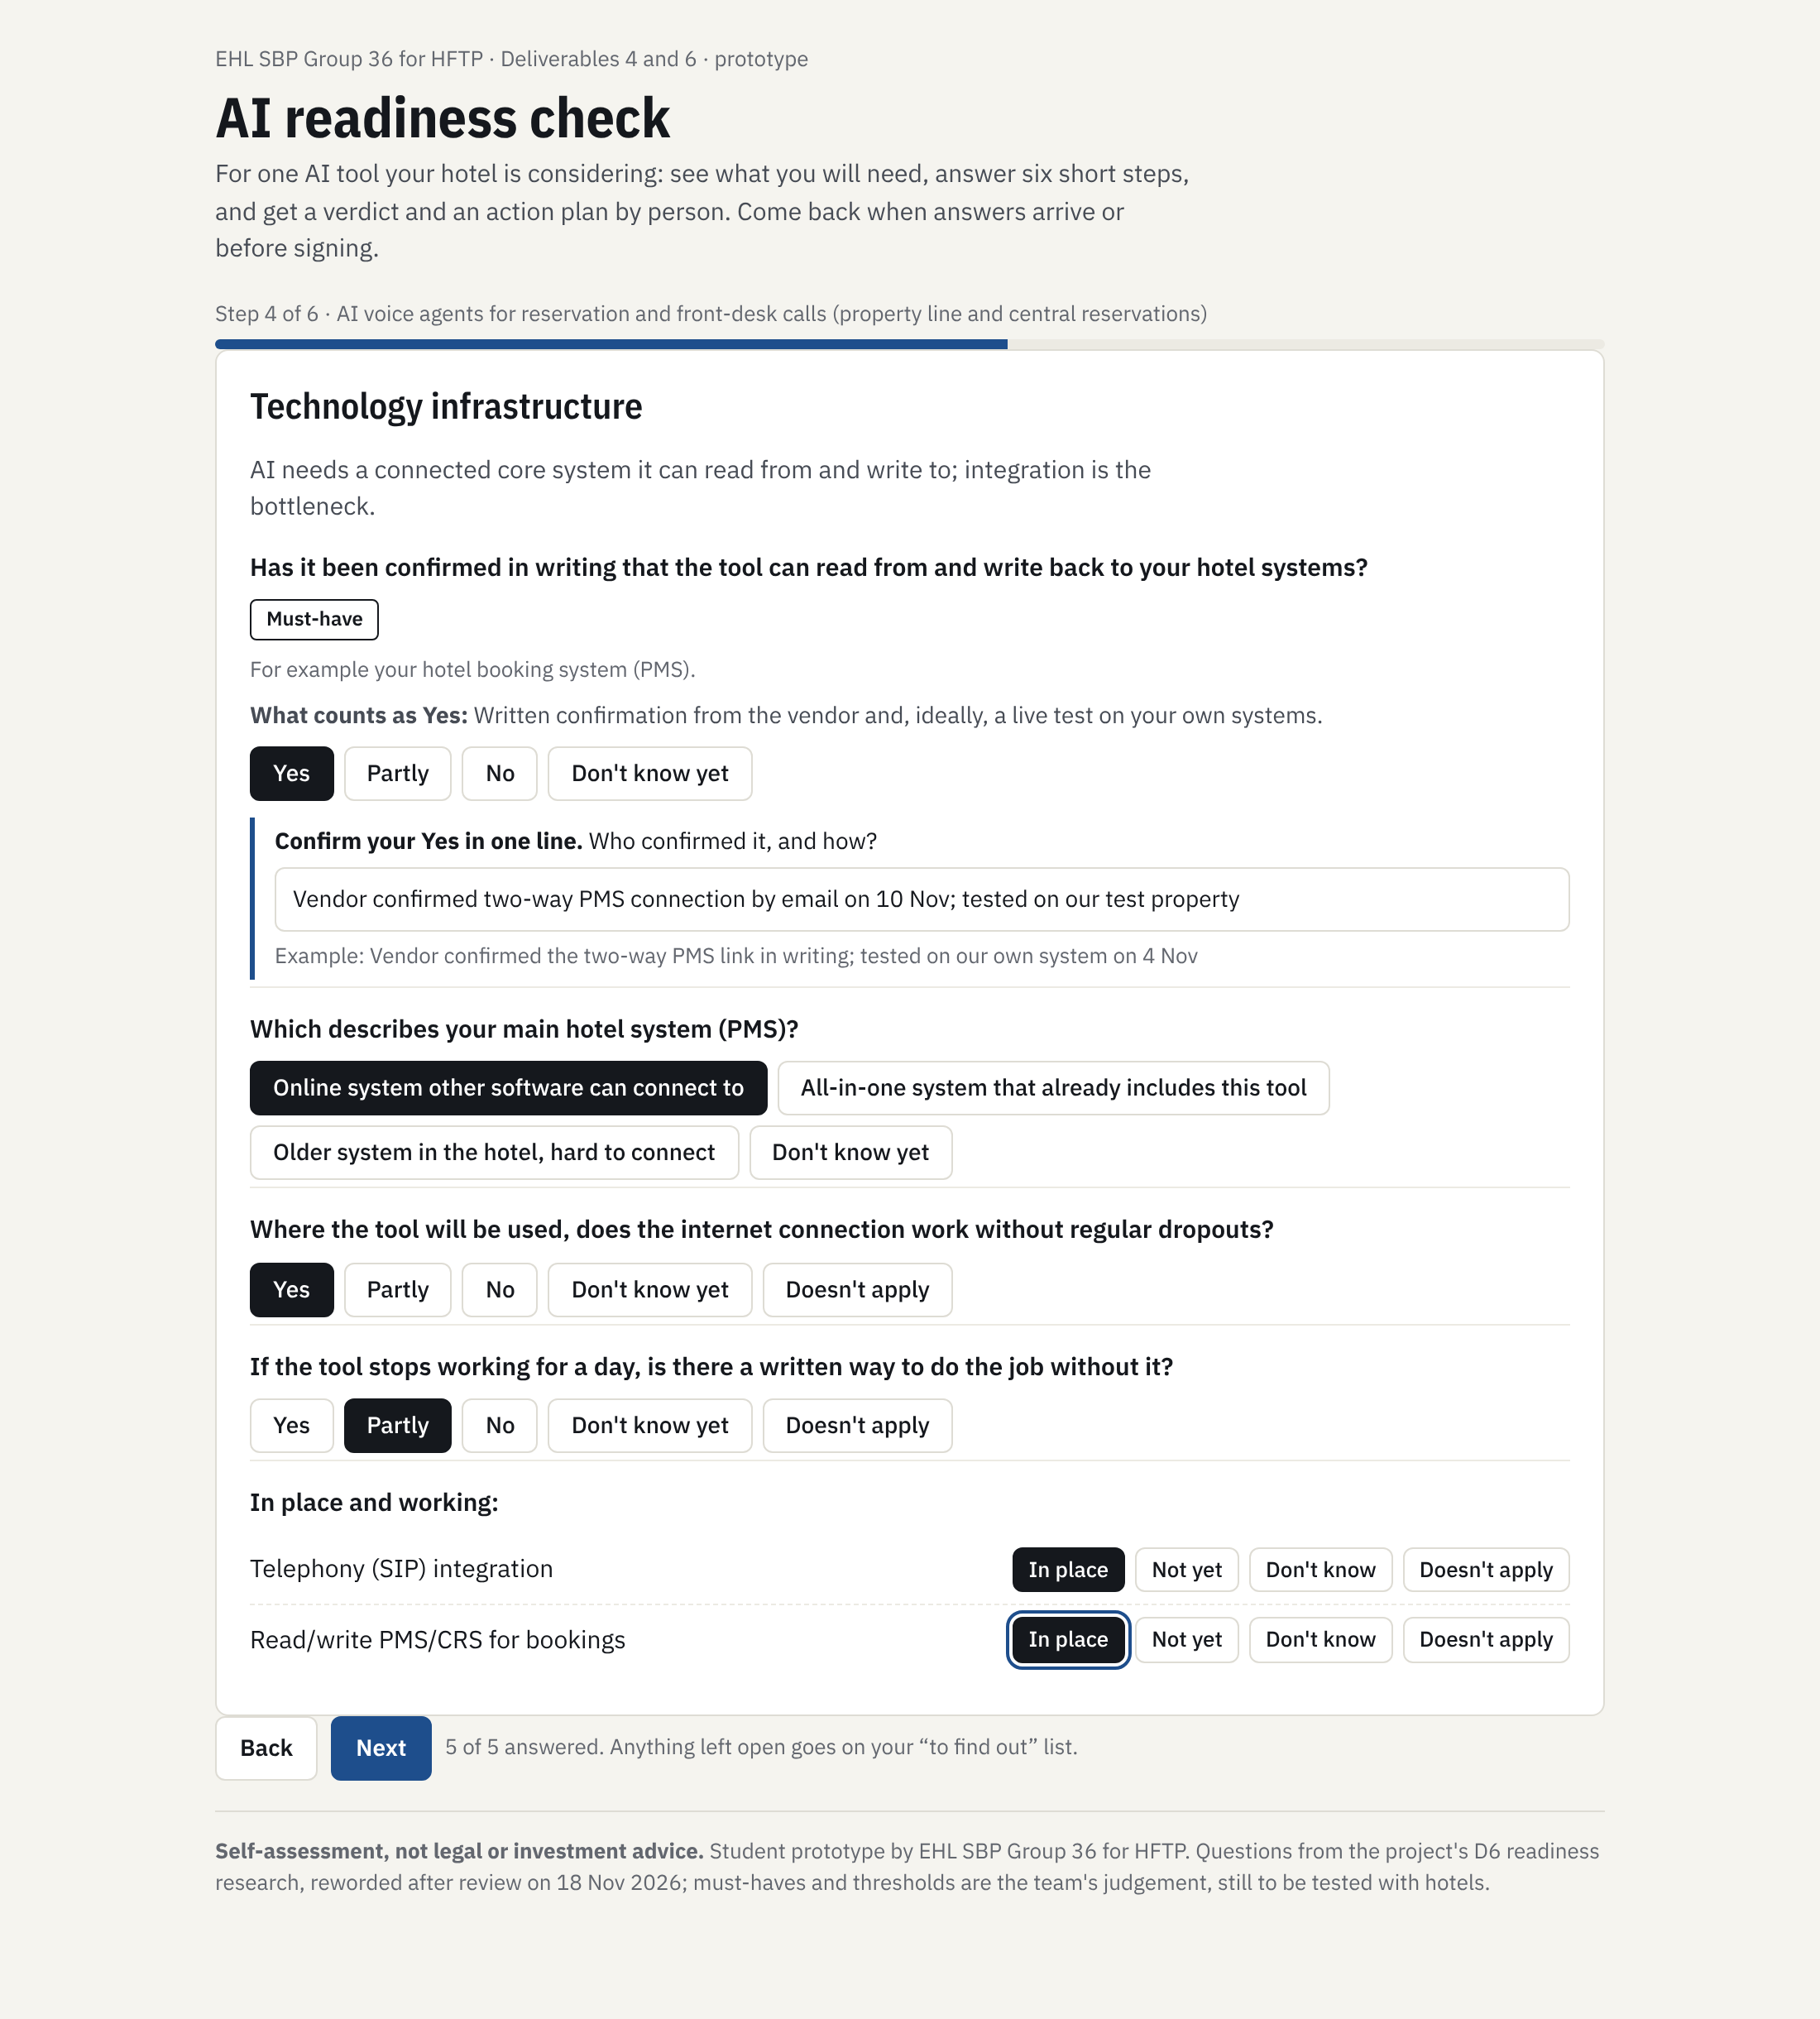 EHL SBP Group 36 for HFTP · Deliverables 4 and 6 · prototype
AI readiness check
For one AI tool your hotel is considering: see what you will need, answer six short steps,
and get a verdict and an action plan by person. Come back when answers arrive or
before signing.
Step 4 of 6 · AI voice agents for reservation and front-desk calls (property line and central reservations)
Technology infrastructure
AI needs a connected core system it can read from and write to; integration is the
bottleneck.
Has it been confirmed in writing that the tool can read from and write back to your hotel systems?
Must-have
For example your hotel booking system (PMS).
What counts as Yes: Written confirmation from the vendor and, ideally, a live test on your own systems.
Yes Partly No Don't know yet
Confirm your Yes in one line. Who confirmed it, and how?
Vendor confirmed two-way PMS connection by email on 10 Nov; tested on our test property
Example: Vendor confirmed the two-way PMS link in writing; tested on our own system on 4 Nov
Which describes your main hotel system (PMS)?
Online system other software can connect to All-in-one system that already includes this tool
Older system in the hotel, hard to connect Don't know yet
Where the tool will be used, does the internet connection work without regular dropouts?
Yes Partly No Don't know yet Doesn't apply
If the tool stops working for a day, is there a written way to do the job without it?
Yes Partly No Don't know yet Doesn't apply
In place and working:
Telephony (SIP) integration In place Not yet Don't know Doesn't apply
Read/write PMS/CRS for bookings In place Not yet Don't know Doesn't apply
Back Next 5 of 5 answered. Anything left open goes on your “to find out” list.
Self-assessment, not legal or investment advice. Student prototype by EHL SBP Group 36 for HFTP. Questions from the project's D6 readiness
research, reworded after review on 18 Nov 2026; must-haves and thresholds are the team's judgement, still to be tested with hotels.